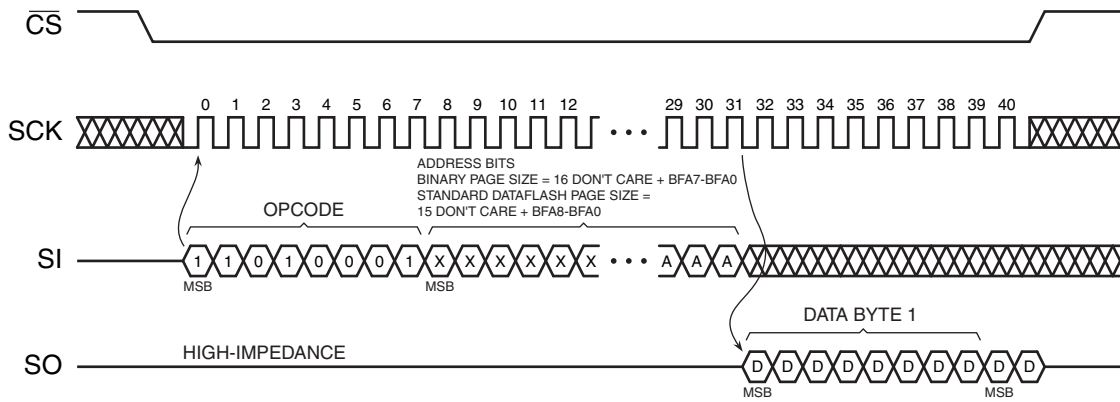 CS
SCK
0 1 2 3 4 5 6 7 8 9 10 11 12 • • • 29 30 31 32 33 34 35 36 37 38 39 40
ADDRESS BITS
BINARY PAGE SIZE = 16 DON'T CARE + BFA7-BFA0
STANDARD DATAFLASH PAGE SIZE =
15 DON'T CARE + BFA8-BFA0
OPCODE
SI
1 1 0 1 0 0 0 1 X X X X X X • • • A A A
MSB MSB
DATA BYTE 1
HIGH-IMPEDANCE
SO
D D D D D D D D D D
MSB MSB